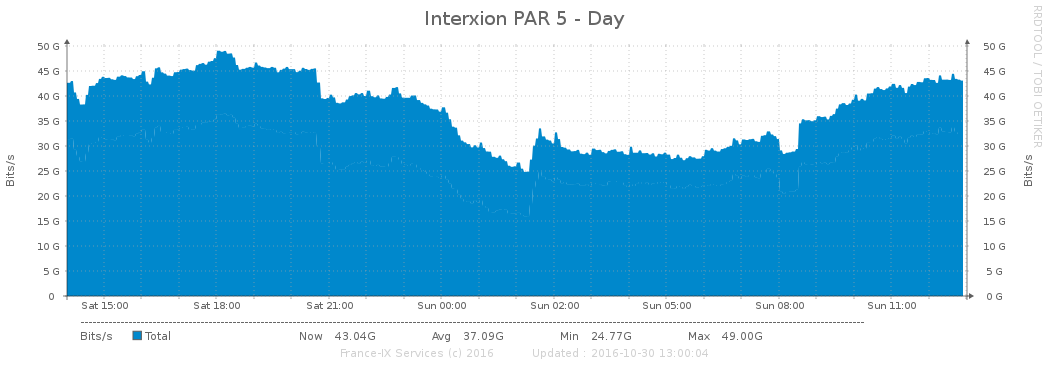 Interxion PAR 5 - Day
RRDTOOL / TOBI OETIKER
Bits/s
50 G
45 G
40 G
35 G
30 G
25 G
20 G
15 G
10 G
5 G
0
50 G
45 G
40 G
35 G
30 G
25 G
20 G
15 G
10 G
5 G
0 G
Bits/s
Sat 15:00 Sat 18:00 Sat 21:00 Sun 00:00 Sun 02:00 Sun 05:00 Sun 08:00 Sun 11:00
Bits/s Total Now 43.04G Avg 37.09G Min 24.77G Max 49.00G
France-IX Services (c) 2016 Updated : 2016-10-30 13:00:04